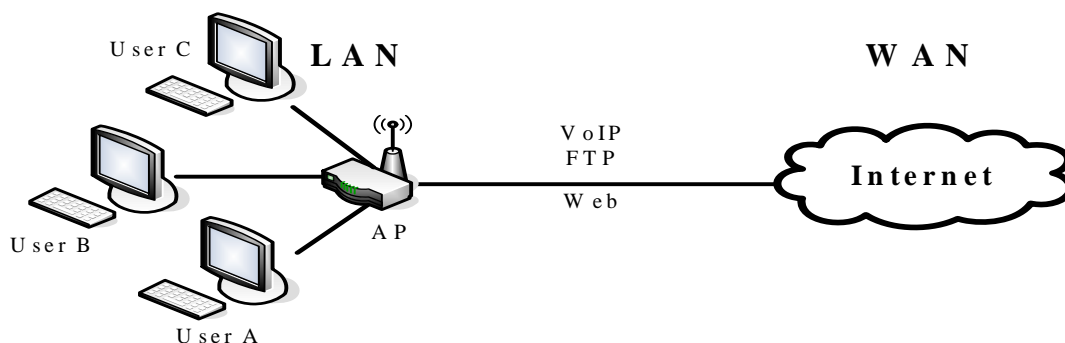 User C
LAN
WAN
VoIP
FTP
Web
Internet
AP
User B
User A